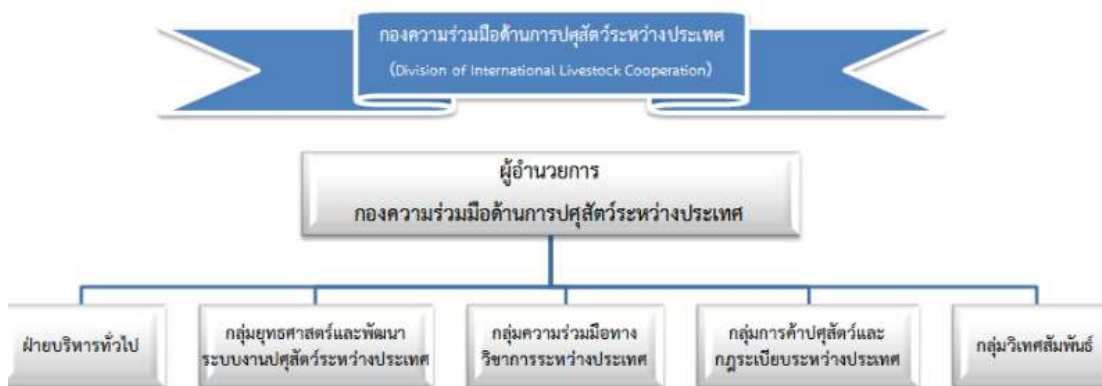 กองความร่วมมือด้านการปศุสัตว์ระหว่างประเทศ
(Division of International Livestock Cooperation)
ผู้อำนวยการ
กองความร่วมมือด้านการปศุสัตว์ระหว่างประเทศ
ฝ่ายบริหารทั่วไป
กลุ่มยุทธศาสตร์และพัฒนา
ระบบงานปศุสัตว์ระหว่างประเทศ
กลุ่มความร่วมมือทาง
วิชาการระหว่างประเทศ
กลุ่มการค้าปศุสัตว์และ
กฎระเบียบระหว่างประเทศ
กลุ่มวิเทศสัมพันธ์